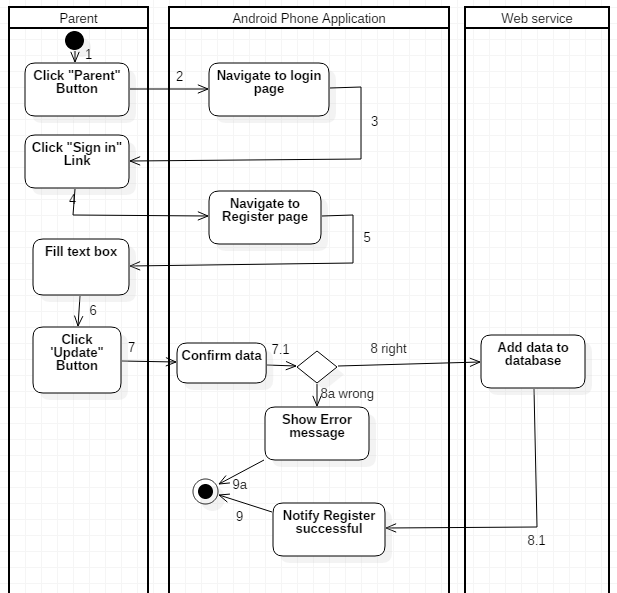 Parent
Android Phone Application
Web service
1
Click "Parent"
Button
2
Navigate to login
page
3
Click "Sign in"
Link
4
Navigate to
Register page
5
Fill text box
6
Click
'Update"
Button
7
Confirm data
7.1
8 right
Add data to
database
8a wrong
Show Error
message
9a
9
Notify Register
successful
8.1